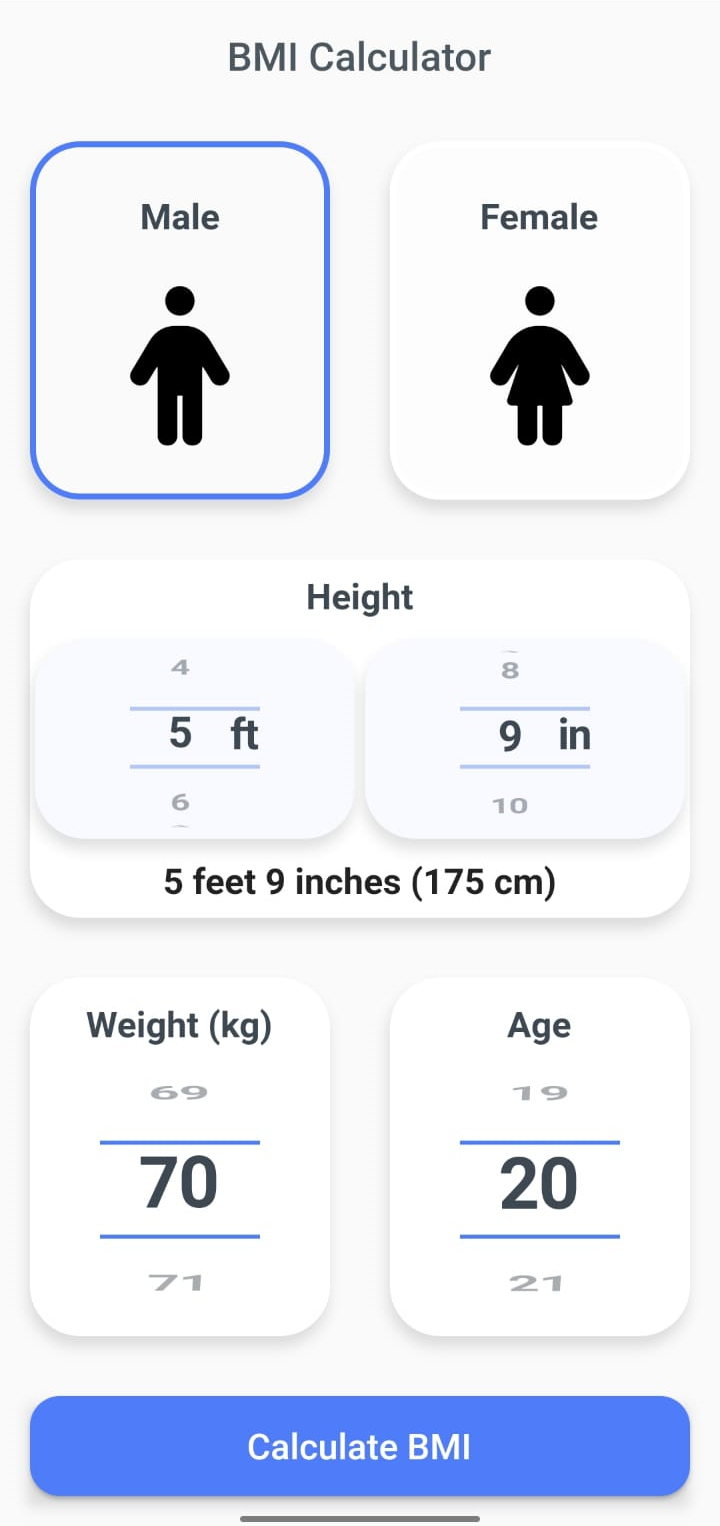 BMI Calculator
Male Female
Height
4 8
5 ft 9 in
6 10
5 feet 9 inches (175 cm)
Weight (kg) Age
69 19
70 20
71 21
Calculate BMI